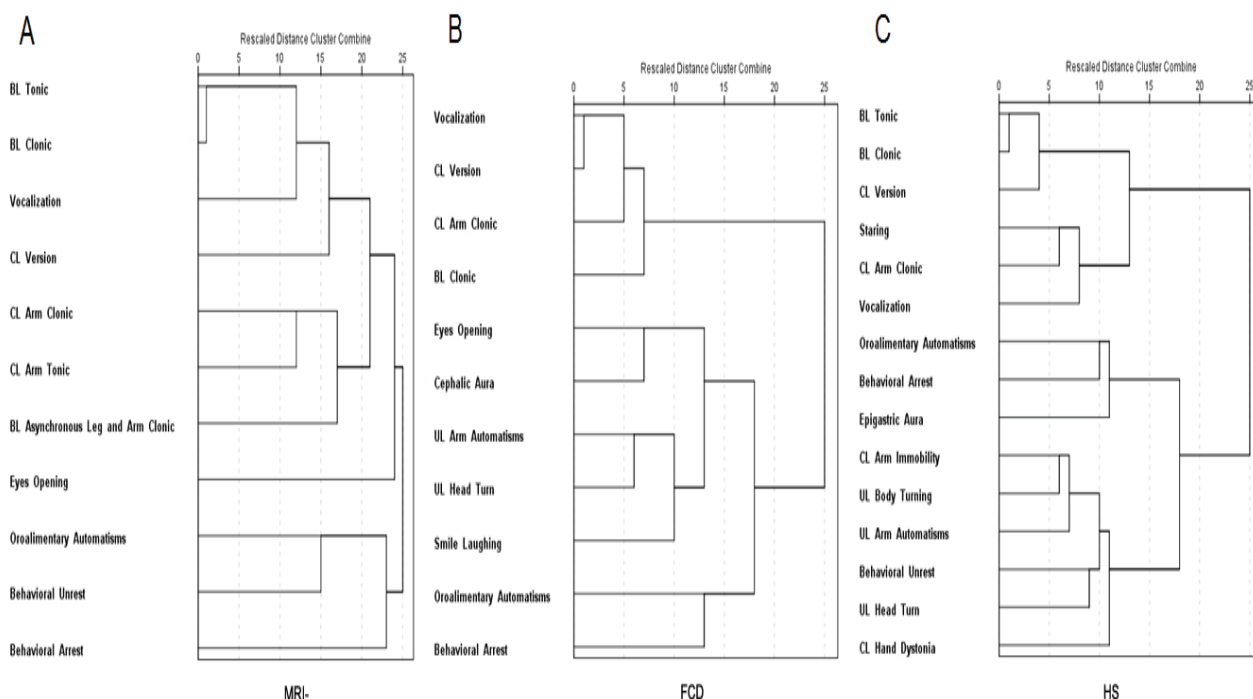 A
Rescaled Distance Cluster Combine
0 5 10 15 20 25
BL Tonic
BL Clonic
Vocalization
CL Version
CL Arm Clonic
CL Arm Tonic
BL Asynchronous Leg and Arm Clonic
Eyes Opening
Oroalimentary Automatisms
Behavioral Unrest
Behavioral Arrest
MRI-
B
Rescaled Distance Cluster Combine
0 5 10 15 20 25
Vocalization
CL Version
CL Arm Clonic
BL Clonic
Eyes Opening
Cephalic Aura
UL Arm Automatisms
UL Head Turn
Smile Laughing
Oroalimentary Automatisms
Behavioral Arrest
FCD
C
Rescaled Distance Cluster Combine
0 5 10 15 20 25
BL Tonic
BL Clonic
CL Version
Staring
CL Arm Clonic
Vocalization
Oroalimentary Automatisms
Behavioral Arrest
Epigastric Aura
CL Arm Immobility
UL Body Turning
UL Arm Automatisms
Behavioral Unrest
UL Head Turn
CL Hand Dystonia
HS